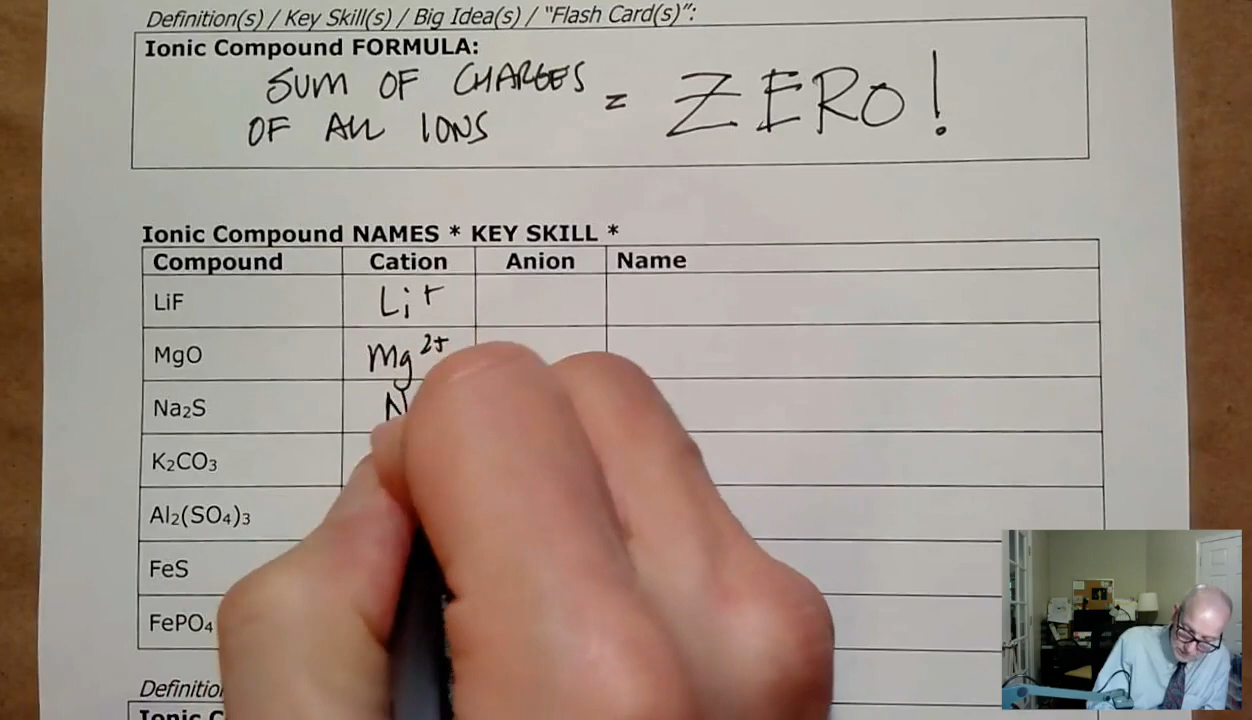 Definition(s) / Key Skill(s) / Big Idea(s) / "Flash Card(s)":
Ionic Compound FORMULA:
SUM OF CHARGES = ZERO!
OF ALL IONS
Ionic Compound NAMES * KEY SKILL *
Compound Cation Anion Name
LiF Li+
MgO Mg2+
Na₂S N
K₂CO₃
Al₂(SO₄)₃
FeS
FePO₄
Definitio
Ionic C